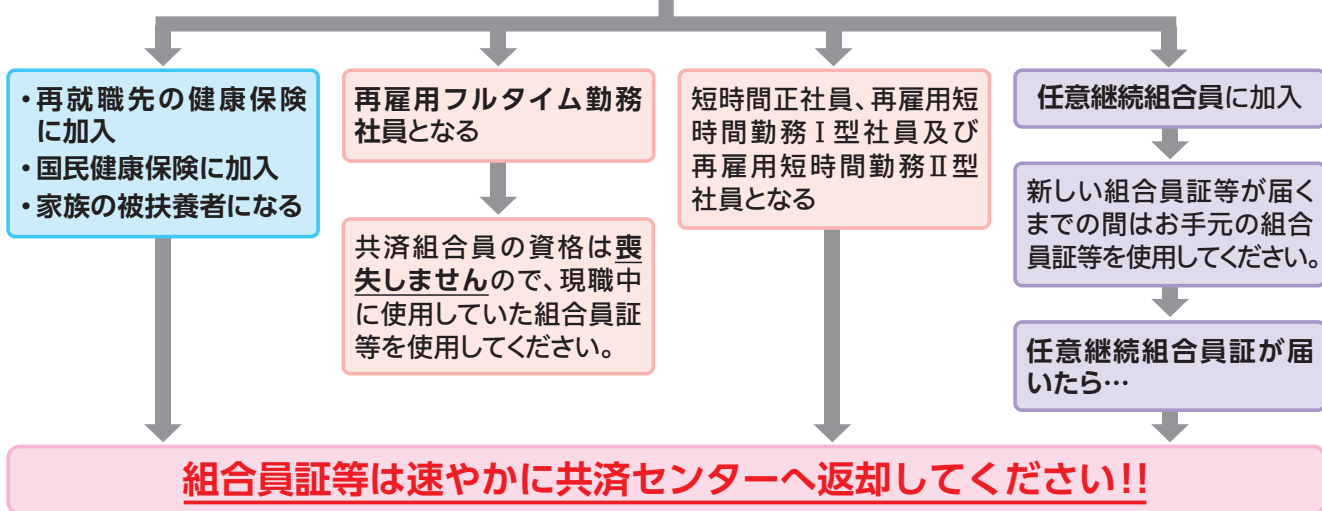 ・再就職先の健康保険
に加入
・国民健康保険に加入
・家族の被扶養者になる
再雇用フルタイム勤務
社員となる
共済組合員の資格は喪
失しませんので、現職中
に使用していた組合員証
等を使用してください。
短時間正社員、再雇用短
時間勤務Ⅰ型社員及び
再雇用短時間勤務Ⅱ型
社員となる
任意継続組合員に加入
新しい組合員証等が届く
までの間はお手元の組合
員証等を使用してください。
任意継続組合員証が届
いたら…
組合員証等は速やかに共済センターへ返却してください!!